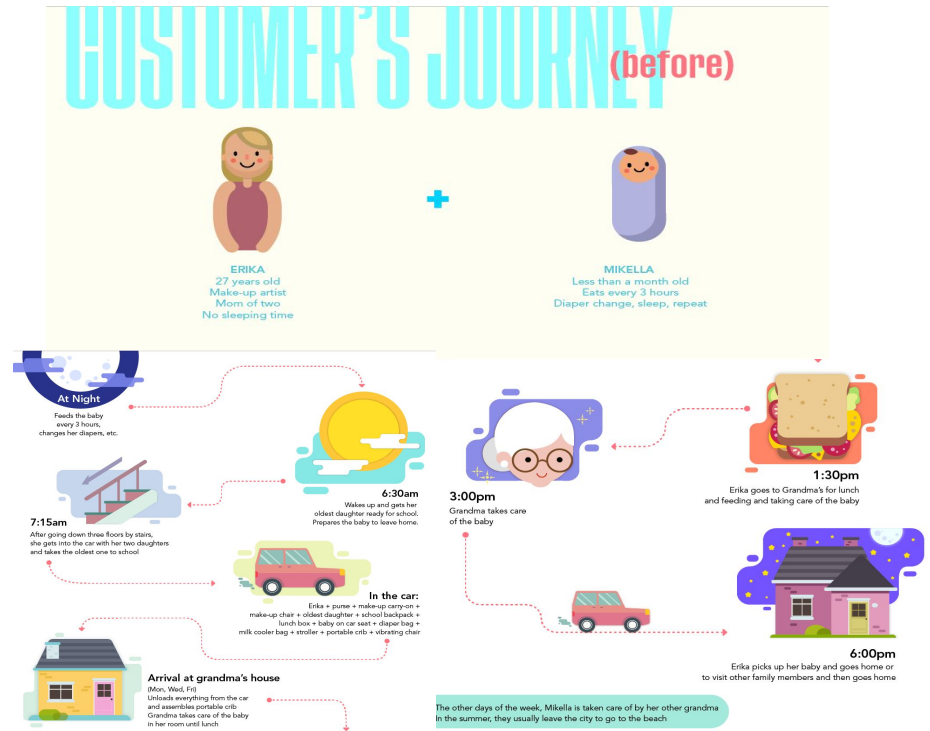 CUSTOMER'S JOURNEY
(before)
ERIKA
27 years old
Make-up artist
Mom of two
No sleeping time
MIKELLA
Less than a month old
Eats every 3 hours
Diaper change, sleep, repeat
At Night
Feeds the baby
every 3 hours,
changes her diapers, etc.
6:30am
Wakes up and gets her
oldest daughter ready for school.
Prepares the baby to leave home.
7:15am
After going down three floors by stairs,
she gets into the car with her two daughters
and takes the oldest one to school
In the car:
Erika + purse + make-up carry-on +
make-up chair + oldest daughter + school backpack +
lunch box + baby on car seat + diaper bag +
milk cooler bag + stroller + portable crib + vibrating chair
Arrival at grandma's house
(Mon, Wed, Fri)
Unloads everything from the car
and assembles portable crib
Grandma takes care of the baby
in her room until lunch
1:30pm
Erika goes to Grandma's for lunch
and feeding and taking care of the baby
3:00pm
Grandma takes care
of the baby
6:00pm
Erika picks up her baby and goes home or
to visit other family members and then goes home
The other days of the week, Mikella is taken care of by her other grandma
In the summer, they usually leave the city to go to the beach